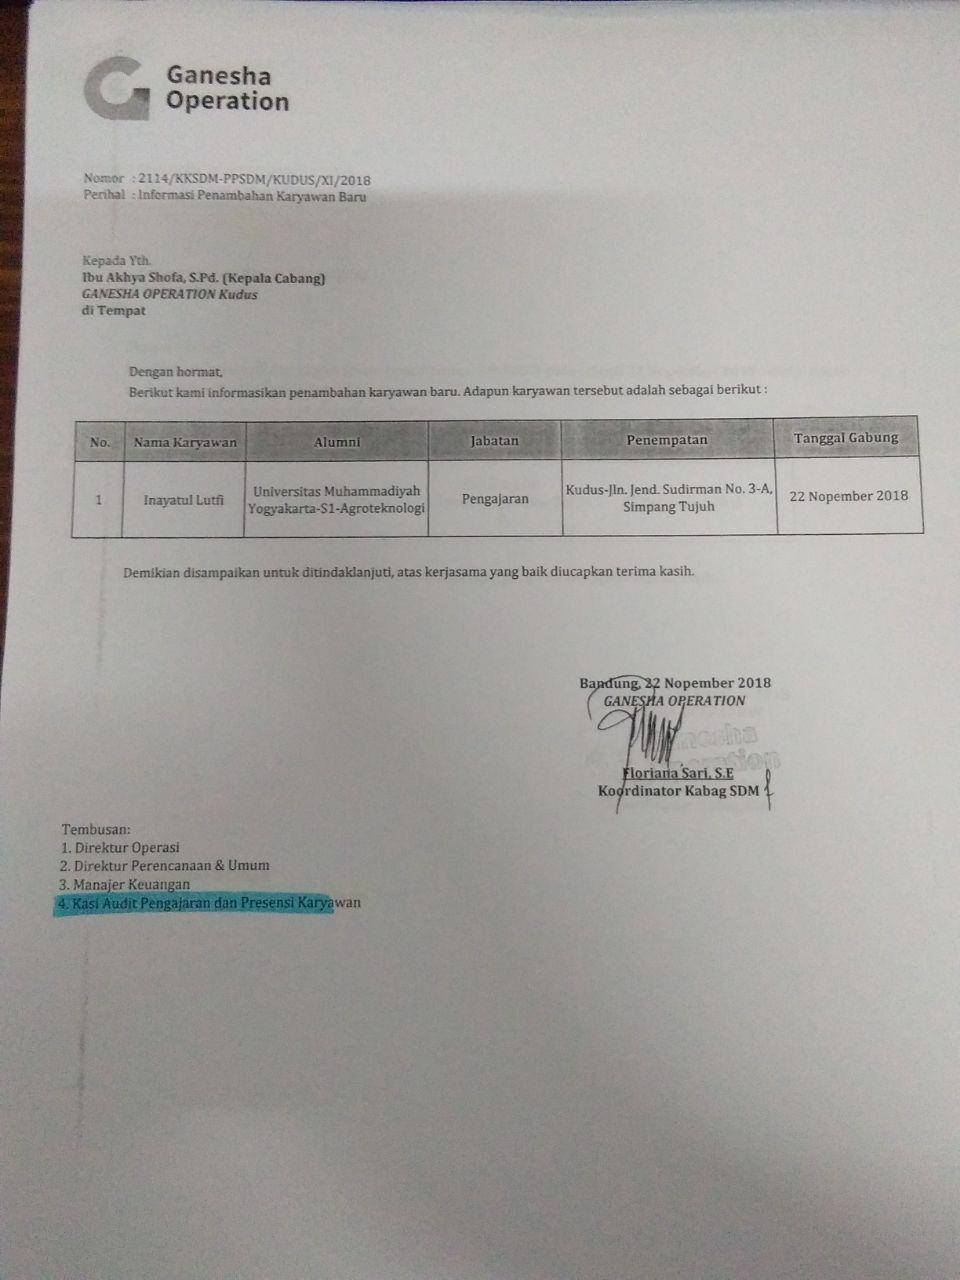 Ganesha
Operation
Nomor : 2114/KKSDM-PPSDM/KUDUS/XI/2018
Perihal : Informasi Penambahan Karyawan Baru
Kepada Yth.
Ibu Akhya Shofa, S.Pd. (Kepala Cabang)
GANESHA OPERATION Kudus
di Tempat
Dengan hormat,
Berikut kami informasikan penambahan karyawan baru. Adapun karyawan tersebut adalah sebagai berikut :
No. Nama Karyawan Alumni Jabatan Penempatan Tanggal Gabung
1 Inayatul Lutfi Universitas Muhammadiyah Yogyakarta-S1-Agroteknologi Pengajaran Kudus-Jln. Jend. Sudirman No. 3-A, Simpang Tujuh 22 Nopember 2018
Demikian disampaikan untuk ditindaklanjuti, atas kerjasama yang baik diucapkan terima kasih.
Bandung, 22 Nopember 2018
GANESHA OPERATION
Floriana Sari, S.E
Koordinator Kabag SDM
Tembusan:
1. Direktur Operasi
2. Direktur Perencanaan & Umum
3. Manajer Keuangan
4. Kasi Audit Pengajaran dan Presensi Karyawan